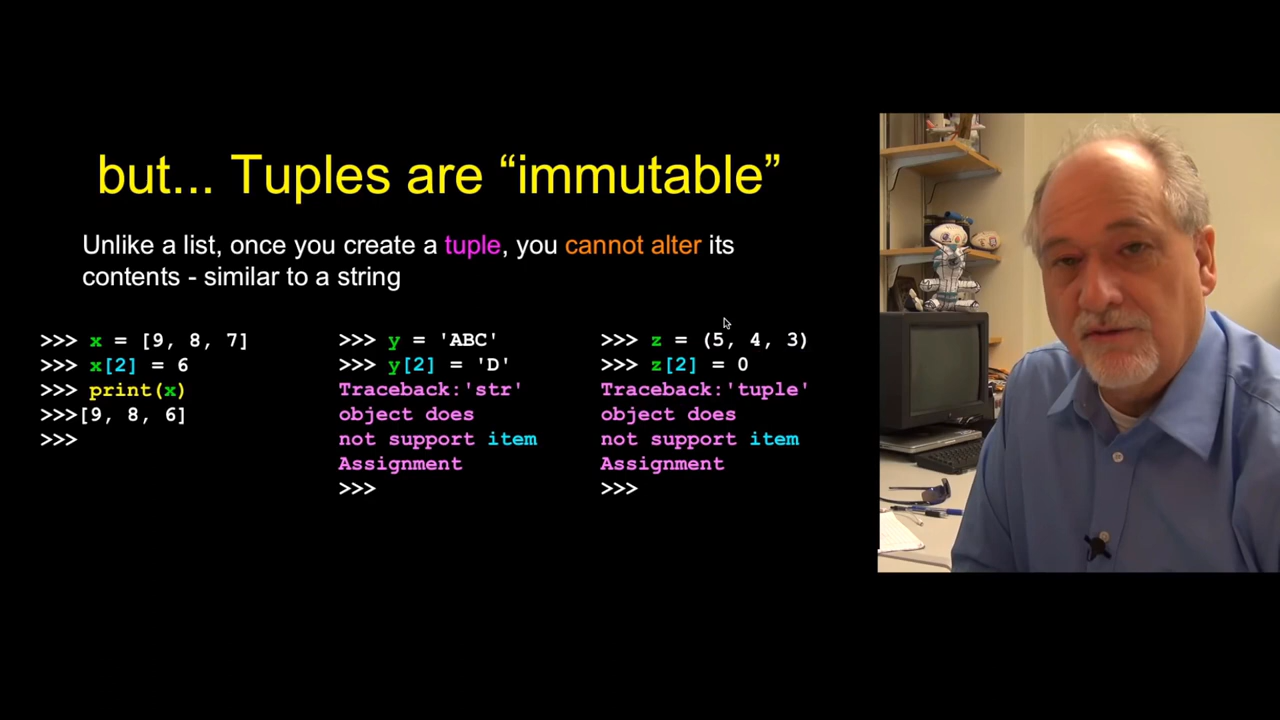 but... Tuples are “immutable”
Unlike a list, once you create a tuple, you cannot alter its
contents - similar to a string
>>> x = [9, 8, 7]
>>> x[2] = 6
>>> print(x)
>>>[9, 8, 6]
>>>
>>> y = 'ABC'
>>> y[2] = 'D'
Traceback:'str'
object does
not support item
Assignment
>>>
>>> z = (5, 4, 3)
>>> z[2] = 0
Traceback:'tuple'
object does
not support item
Assignment
>>>